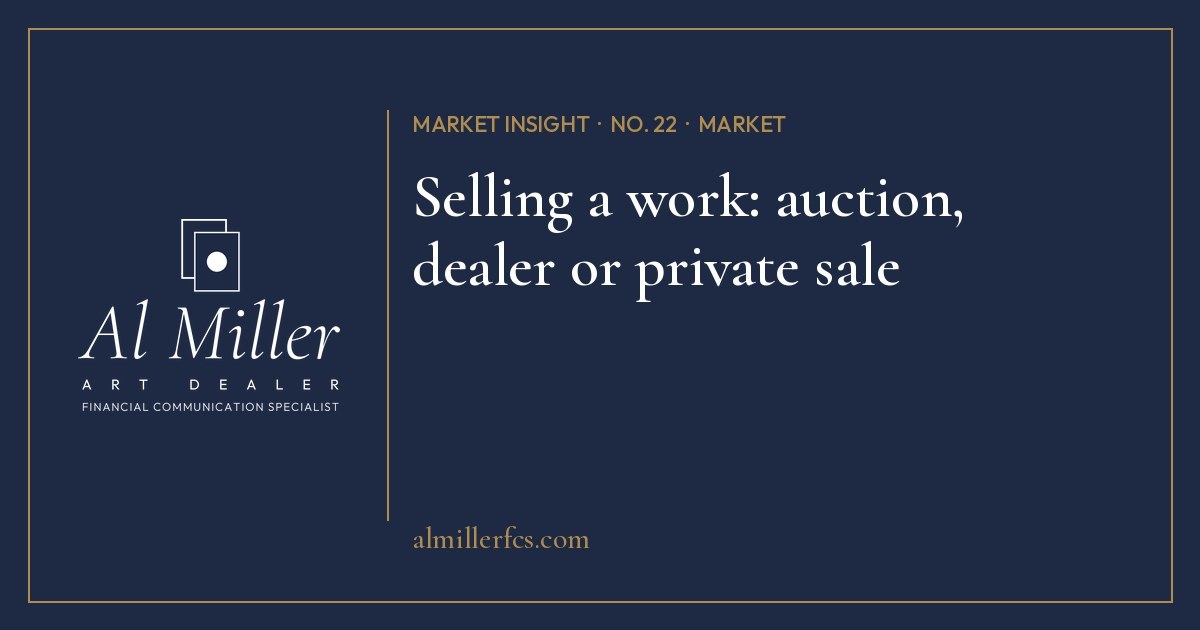 Al Miller
ART DEALER
FINANCIAL COMMUNICATION SPECIALIST
MARKET INSIGHT · NO. 22 · MARKET
Selling a work: auction,
dealer or private sale
almillerfcs.com